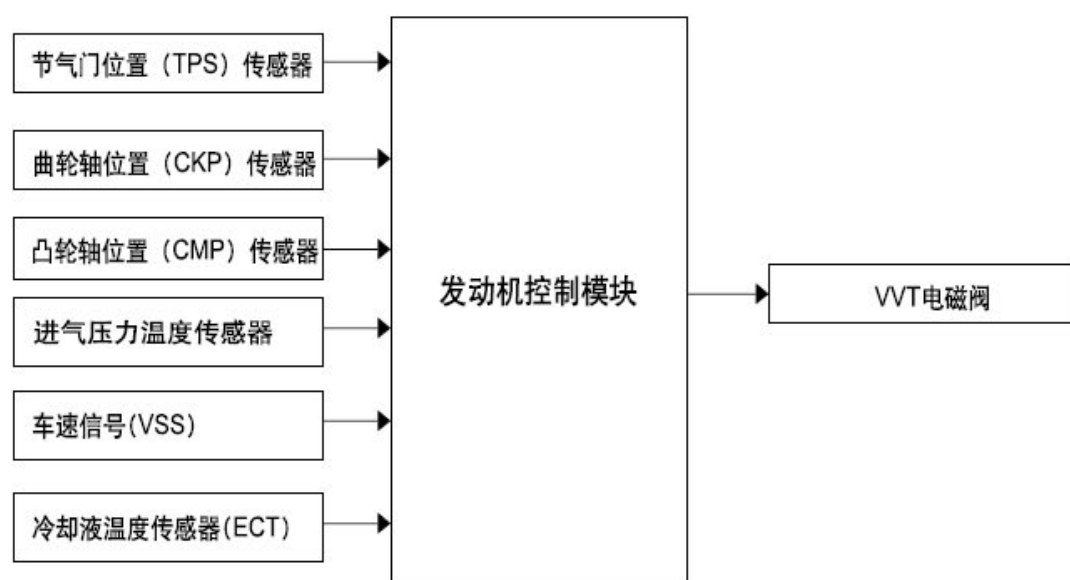 节气门位置（TPS）传感器
曲轮轴位置（CKP）传感器
凸轮轴位置（CMP）传感器
进气压力温度传感器
车速信号(VSS)
冷却液温度传感器(ECT)
发动机控制模块
VVT电磁阀